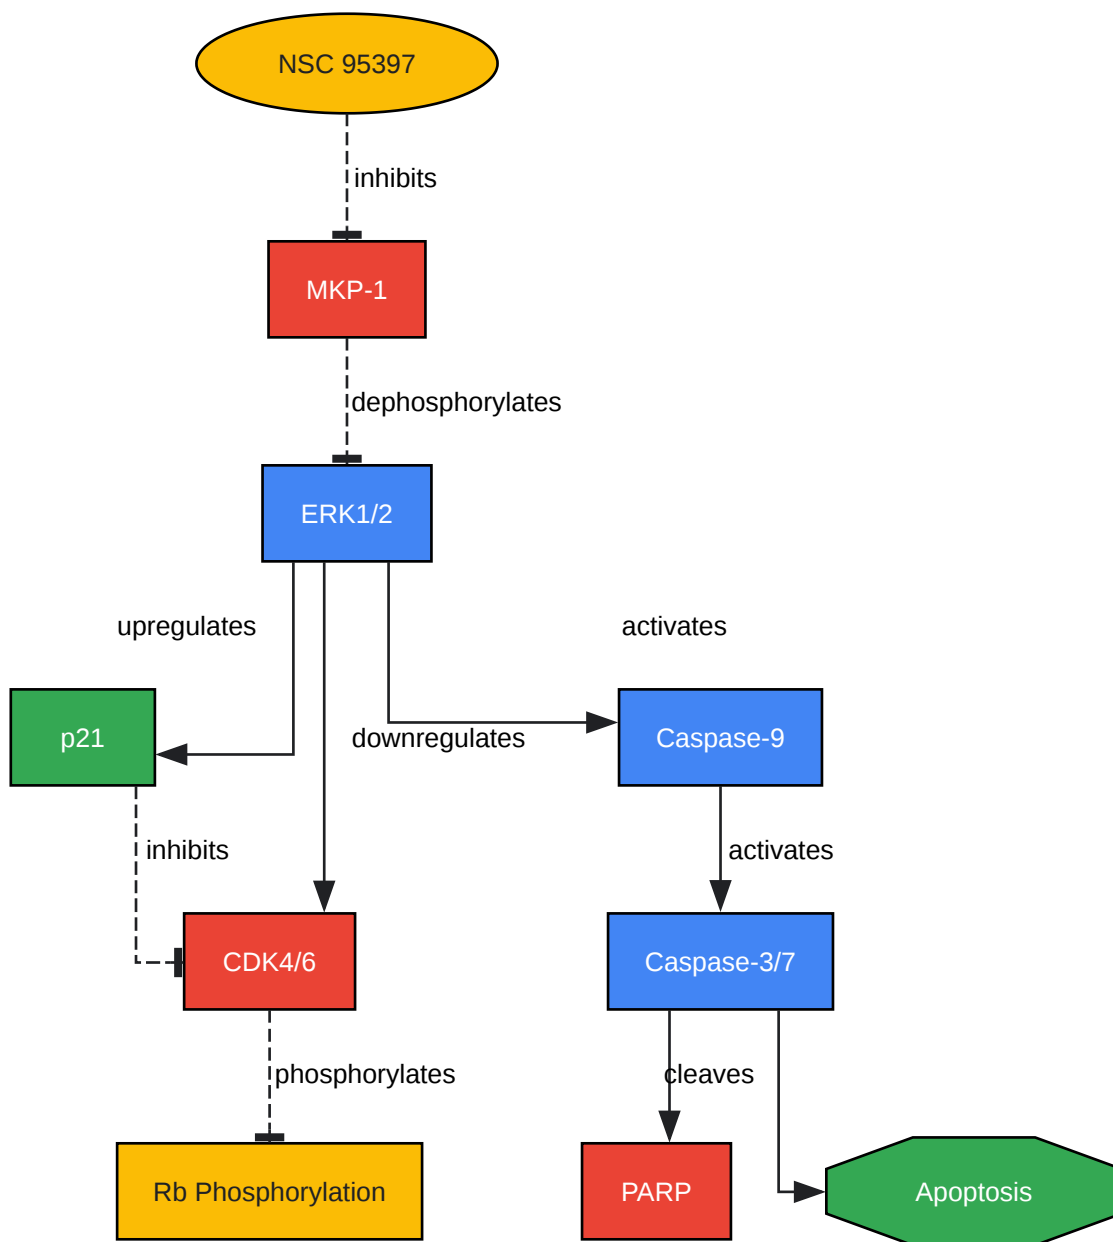 NSC 95397
inhibits
MKP-1
dephosphorylates
ERK1/2
upregulates
activates
p21
downregulates
Caspase-9
inhibits
activates
CDK4/6
Caspase-3/7
phosphorylates
cleaves
Rb Phosphorylation
PARP
Apoptosis